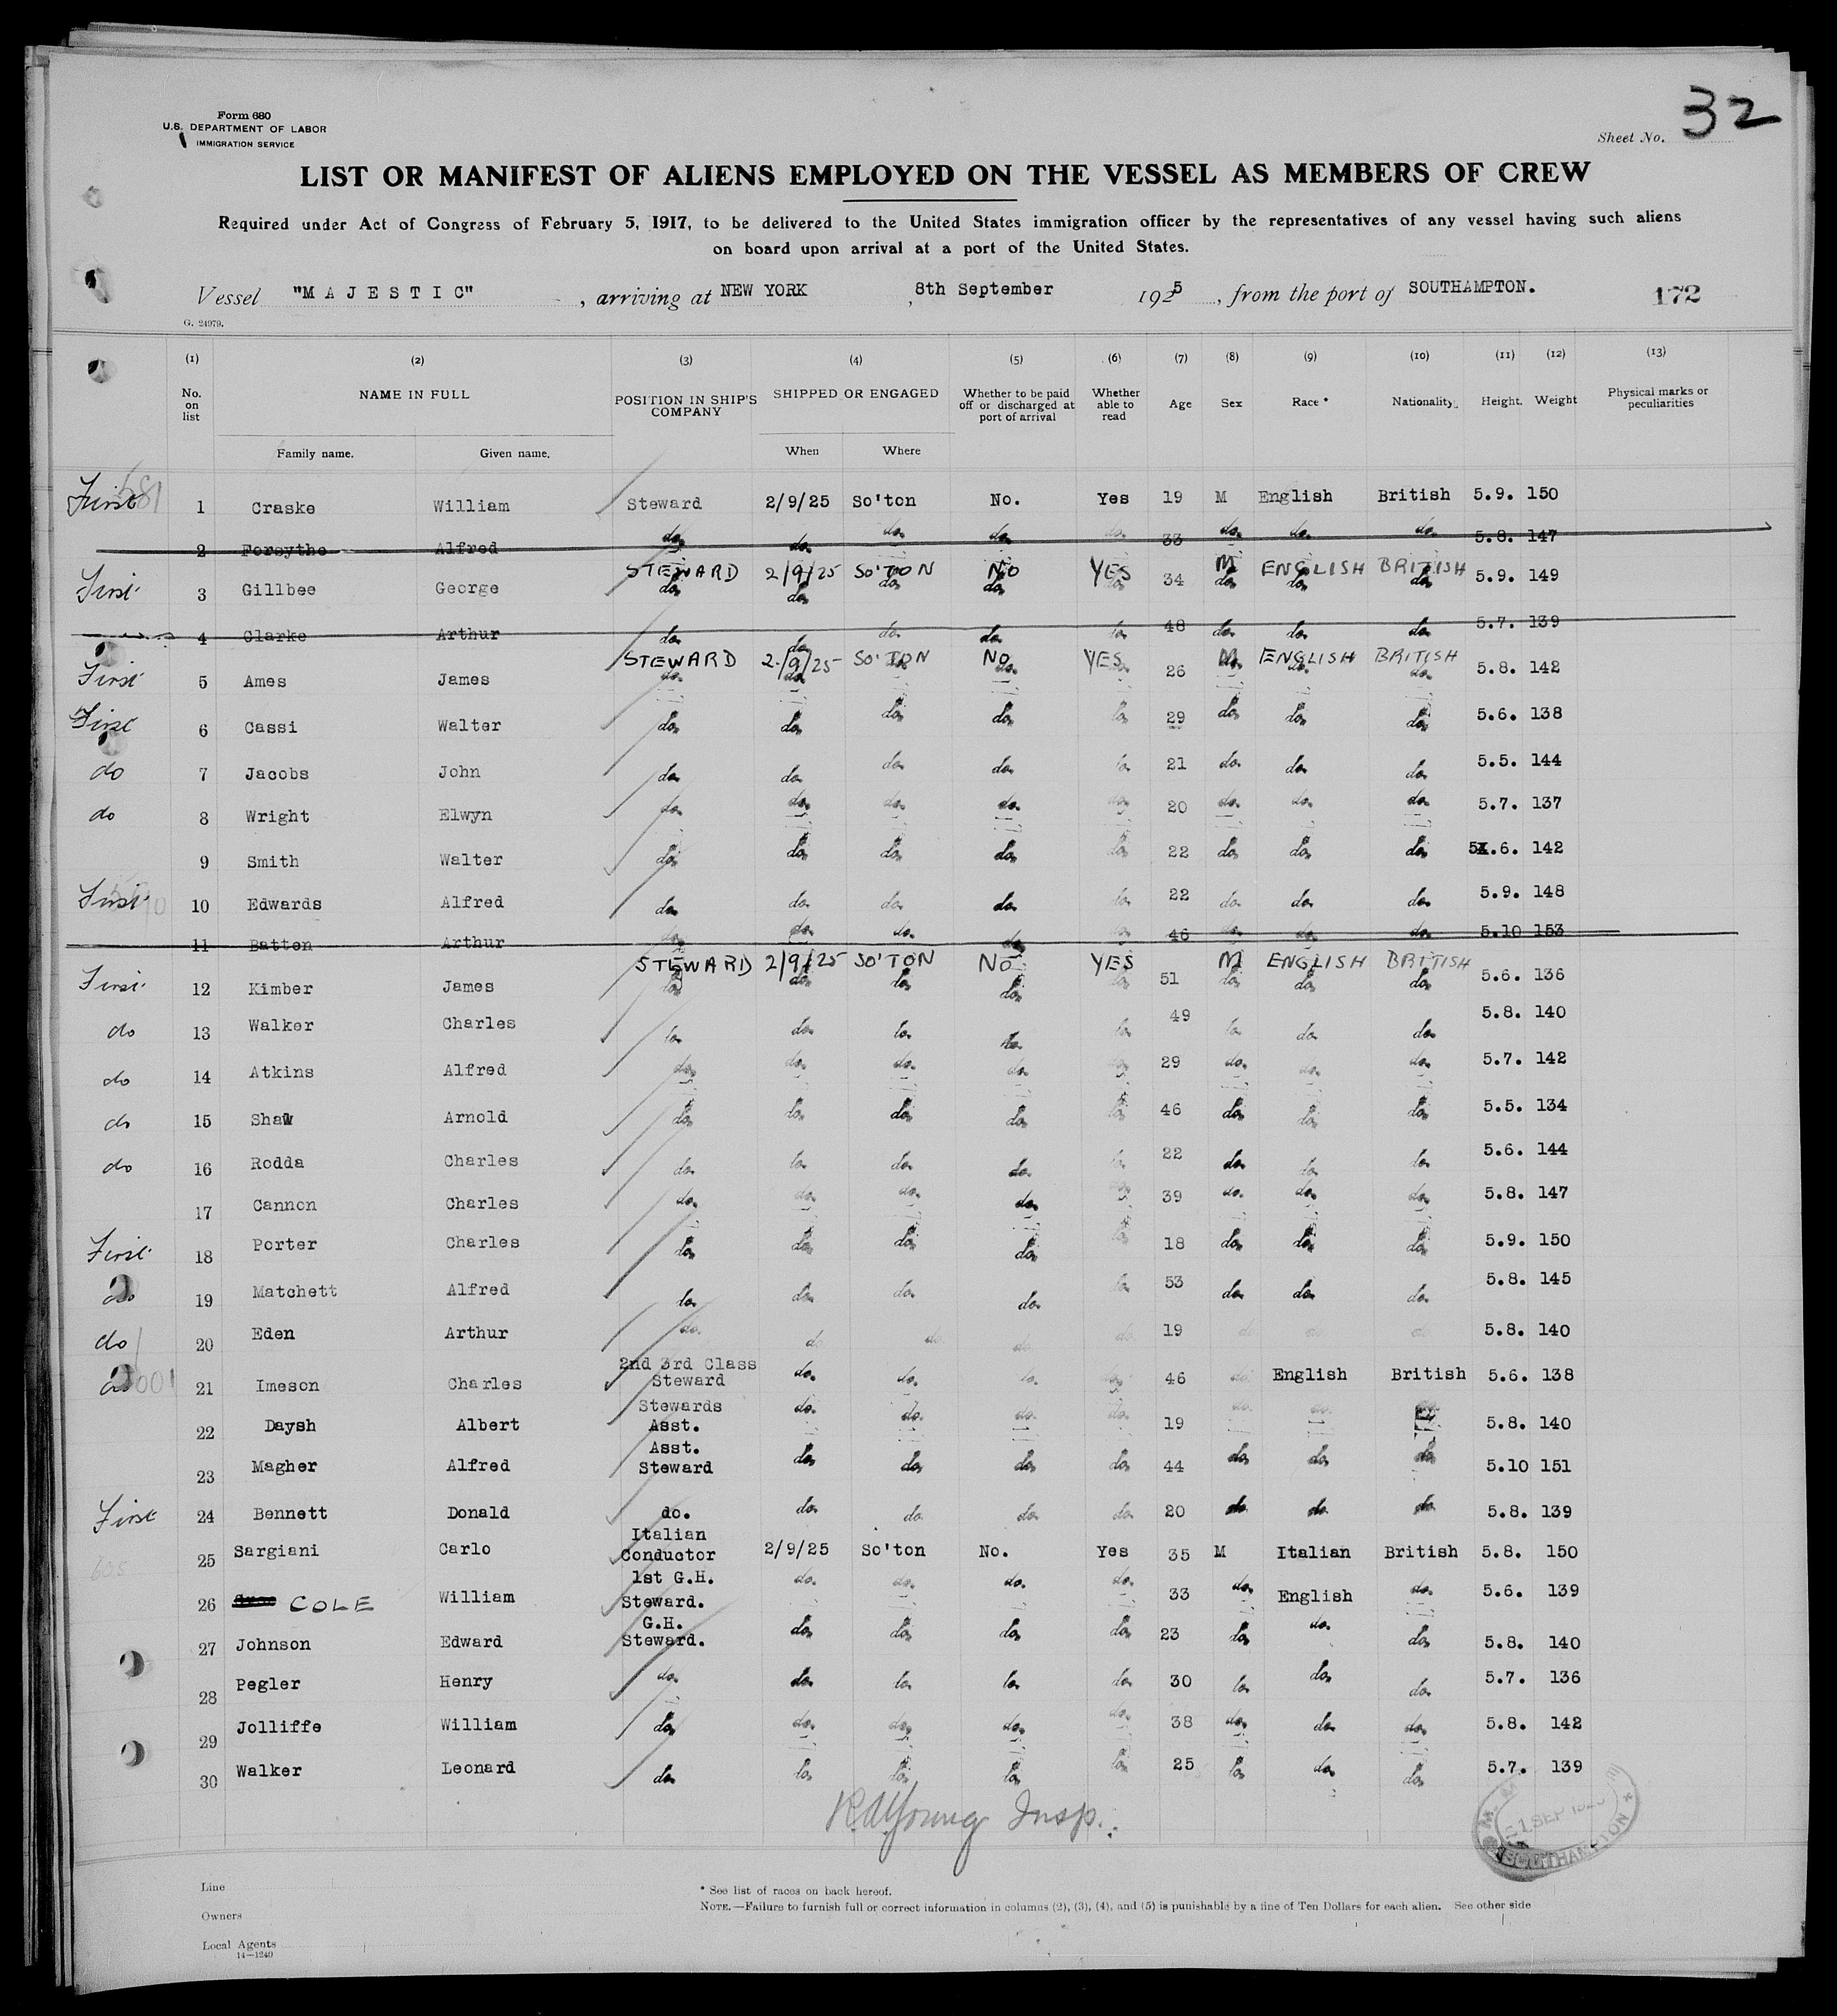 Form 680
U.S. DEPARTMENT OF LABOR
IMMIGRATION SERVICE
Sheet No. 32
LIST OR MANIFEST OF ALIENS EMPLOYED ON THE VESSEL AS MEMBERS OF CREW
Required under Act of Congress of February 5, 1917, to be delivered to the United States immigration officer by the representatives of any vessel having such aliens
on board upon arrival at a port of the United States.
Vessel "MAJESTIC", arriving at NEW YORK, 8th September 1925, from the port of SOUTHAMPTON. 172
G. 24979.
(1) (2) (3) (4) (5) (6) (7) (8) (9) (10) (11) (12) (13)
No. on list NAME IN FULL POSITION IN SHIP'S COMPANY SHIPPED OR ENGAGED Whether to be paid off or discharged at port of arrival Whether able to read Age Sex Race * Nationality. Height. Weight Physical marks or peculiarities
Family name. Given name. When Where
First 581 1 Craske William Steward 2/9/25 So'ton No. Yes 19 M English British 5.9. 150
2 Forsythe Alfred do. do. do. do. do. 33 do. do. do. 5.8. 147
STEWARD 2/9/25 SO'TON NO YES M ENGLISH BRITISH
First 3 Gillbee George do. do. do. do. do. 34 do. do. do. 5.9. 149
4 Clarke Arthur do. do. do. do. do. 48 do. do. do. 5.7. 139
STEWARD 2/9/25 SO'TON NO YES M ENGLISH BRITISH
First 5 Ames James do. do. do. do. do. 26 do. do. do. 5.8. 142
First 6 Cassi Walter do. do. do. do. do. 29 do. do. do. 5.6. 138
do 7 Jacobs John do. do. do. do. do. 21 do. do. do. 5.5. 144
do 8 Wright Elwyn do. do. do. do. do. 20 do. do. do. 5.7. 137
9 Smith Walter do. do. do. do. do. 22 do. do. do. 5.6. 142
First 10 Edwards Alfred do. do. do. do. do. 22 do. do. do. 5.9. 148
11 Batten Arthur do. do. do. do. do. 46 do. do. do. 5.10 153
STEWARD 2/9/25 SO'TON NO YES M ENGLISH BRITISH
First 12 Kimber James do. do. do. do. do. 51 do. do. do. 5.6. 136
do 13 Walker Charles do. do. do. do. do. 49 do. do. do. 5.8. 140
do 14 Atkins Alfred do. do. do. do. do. 29 do. do. do. 5.7. 142
do 15 Shaw Arnold do. do. do. do. do. 46 do. do. do. 5.5. 134
do 16 Rodda Charles do. do. do. do. do. 22 do. do. do. 5.6. 144
17 Cannon Charles do. do. do. do. do. 39 do. do. do. 5.8. 147
First 18 Porter Charles do. do. do. do. do. 18 do. do. do. 5.9. 150
do 19 Matchett Alfred do. do. do. do. do. 53 do. do. do. 5.8. 145
do 20 Eden Arthur do. do. do. do. do. 19 do. do. do. 5.8. 140
2nd 3rd Class
do 21 Imeson Charles Steward do. do. do. do. 46 do. English British 5.6. 138
Stewards
22 Daysh Albert Asst. do. do. do. do. 19 do. do. do. 5.8. 140
Asst.
23 Magher Alfred Steward do. do. do. do. 44 do. do. do. 5.10 151
First 24 Bennett Donald do. do. do. do. do. 20 do. do. do. 5.8. 139
Italian
25 Sargiani Carlo Conductor 2/9/25 So'ton No. Yes 35 M Italian British 5.8. 150
1st G.H.
26 COLE William Steward. do. do. do. do. 33 do. English do. 5.6. 139
G.H.
27 Johnson Edward Steward. do. do. do. do. 23 do. do. do. 5.8. 140
28 Pegler Henry do. do. do. do. do. 30 do. do. do. 5.7. 136
29 Jolliffe William do. do. do. do. do. 38 do. do. do. 5.8. 142
30 Walker Leonard do. do. do. do. do. 25 do. do. do. 5.7. 139
Young Insp.
1 SEP 1925
SOUTHAMPTON
Line
* See list of races on back hereof.
Owners
NOTE.—Failure to furnish full or correct information in columns (2), (3), (4), and (5) is punishable by a fine of Ten Dollars for each alien. See other side
Local Agents
14—1240